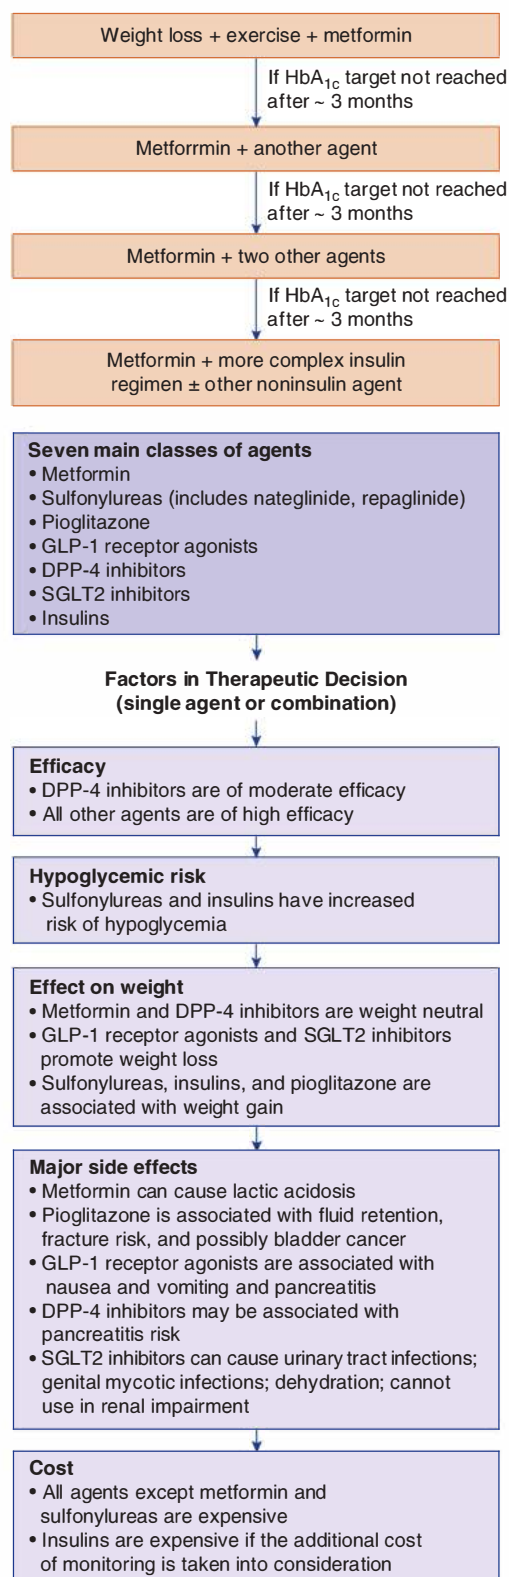 Weight loss + exercise + metformin
If HbA1c target not reached
after ~ 3 months
Metforrmin + another agent
If HbA1c target not reached
after ~ 3 months
Metformin + two other agents
If HbA1c target not reached
after ~ 3 months
Metformin + more complex insulin
regimen ± other noninsulin agent
Seven main classes of agents
• Metformin
• Sulfonylureas (includes nateglinide, repaglinide)
• Pioglitazone
• GLP-1 receptor agonists
• DPP-4 inhibitors
• SGLT2 inhibitors
• Insulins
Factors in Therapeutic Decision
(single agent or combination)
Efficacy
• DPP-4 inhibitors are of moderate efficacy
• All other agents are of high efficacy
Hypoglycemic risk
• Sulfonylureas and insulins have increased
risk of hypoglycemia
Effect on weight
• Metformin and DPP-4 inhibitors are weight neutral
• GLP-1 receptor agonists and SGLT2 inhibitors
promote weight loss
• Sulfonylureas, insulins, and pioglitazone are
associated with weight gain
Major side effects
• Metformin can cause lactic acidosis
• Pioglitazone is associated with fluid retention,
fracture risk, and possibly bladder cancer
• GLP-1 receptor agonists are associated with
nausea and vomiting and pancreatitis
• DPP-4 inhibitors may be associated with
pancreatitis risk
• SGLT2 inhibitors can cause urinary tract infections;
genital mycotic infections; dehydration; cannot
use in renal impairment
Cost
• All agents except metformin and
sulfonylureas are expensive
• Insulins are expensive if the additional cost
of monitoring is taken into consideration